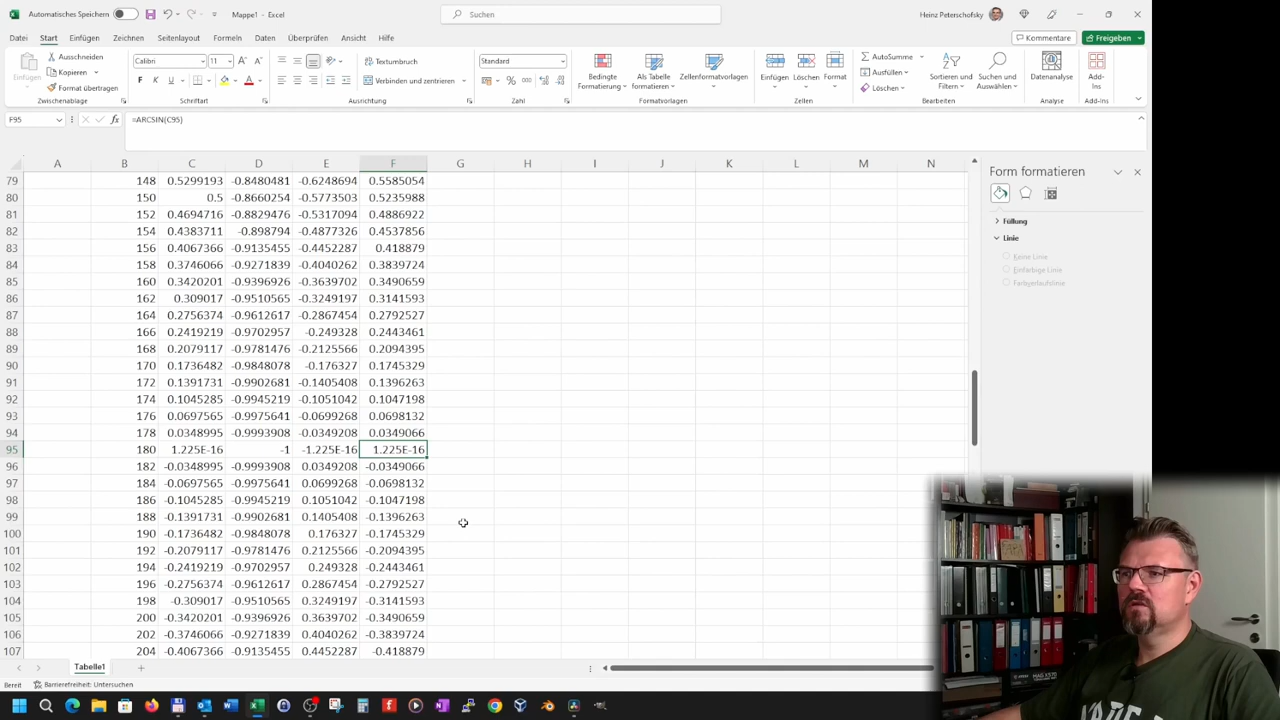 Automatisches Speichern
Mappe1 - Excel
Suchen
Heinz Peterschofsky
Datei Start Einfügen Zeichnen Seitenlayout Formeln Daten Überprüfen Ansicht Hilfe
Kommentare Freigeben
Einfügen
Ausschneiden
Kopieren
Format übertragen
Zwischenablage
Calibri 11
F K U
Schriftart
Textumbruch
Verbinden und zentrieren
Ausrichtung
Standard
Zahl
Bedingte Formatierung
Als Tabelle formatieren
Zellenformatvorlagen
Formatvorlagen
Einfügen Löschen Format
Zellen
AutoSumme
Ausfüllen
Löschen
Sortieren und Filtern
Suchen und Auswählen
Bearbeiten
Datenanalyse
Analyse
Add-Ins
Add-Ins
F95 fx =ARCSIN(C95)
A B C D E F G H I J K L M N
79 148 0.5299193 -0.8480481 -0.6248694 0.5585054
80 150 0.5 -0.8660254 -0.5773503 0.5235988
81 152 0.4694716 -0.8829476 -0.5317094 0.4886922
82 154 0.4383711 -0.898794 -0.4877326 0.4537856
83 156 0.4067366 -0.9135455 -0.4452287 0.418879
84 158 0.3746066 -0.9271839 -0.4040262 0.3839724
85 160 0.3420201 -0.9396926 -0.3639702 0.3490659
86 162 0.309017 -0.9510565 -0.3249197 0.3141593
87 164 0.2756374 -0.9612617 -0.2867454 0.2792527
88 166 0.2419219 -0.9702957 -0.249328 0.2443461
89 168 0.2079117 -0.9781476 -0.2125566 0.2094395
90 170 0.1736482 -0.9848078 -0.176327 0.1745329
91 172 0.1391731 -0.9902681 -0.1405408 0.1396263
92 174 0.1045285 -0.9945219 -0.1051042 0.1047198
93 176 0.0697565 -0.9975641 -0.0699268 0.0698132
94 178 0.0348995 -0.9993908 -0.0349208 0.0349066
95 180 1.225E-16 -1 -1.225E-16 1.225E-16
96 182 -0.0348995 -0.9993908 0.0349208 -0.0349066
97 184 -0.0697565 -0.9975641 0.0699268 -0.0698132
98 186 -0.1045285 -0.9945219 0.1051042 -0.1047198
99 188 -0.1391731 -0.9902681 0.1405408 -0.1396263
100 190 -0.1736482 -0.9848078 0.176327 -0.1745329
101 192 -0.2079117 -0.9781476 0.2125566 -0.2094395
102 194 -0.2419219 -0.9702957 0.249328 -0.2443461
103 196 -0.2756374 -0.9612617 0.2867454 -0.2792527
104 198 -0.309017 -0.9510565 0.3249197 -0.3141593
105 200 -0.3420201 -0.9396926 0.3639702 -0.3490659
106 202 -0.3746066 -0.9271839 0.4040262 -0.3839724
107 204 -0.4067366 -0.9135455 0.4452287 -0.418879
Form formatieren
Füllung
Linie
Keine Linie
Einfarbige Linie
Farbverlaufslinie
Tabelle1
Bereit Barrierefreiheit: Untersuchen